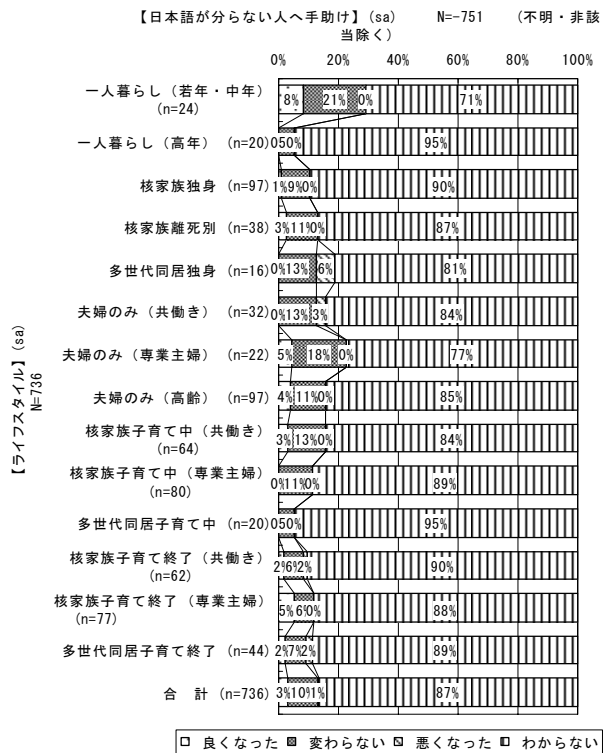 【日本語が分らない人へ手助け】(sa)　N=-751　(不明・非該
当除く)
0% 20% 40% 60% 80% 100%
一人暮らし（若年・中年）
(n=24)
8% 21% 0% 71%
一人暮らし（高年） (n=20) 0 5 0% 95%
核家族独身 (n=97) 1% 9% 0% 90%
核家族離死別 (n=38) 3% 11% 0% 87%
多世代同居独身 (n=16) 0% 13% 6% 81%
夫婦のみ（共働き） (n=32) 0% 13% 3% 84%
夫婦のみ（専業主婦） (n=22) 5% 18% 0% 77%
夫婦のみ（高齢） (n=97) 4% 11% 0% 85%
核家族子育て中（共働き）
(n=64)
3% 13% 0% 84%
核家族子育て中（専業主婦）
(n=80)
0% 11% 0% 89%
多世代同居子育て中 (n=20) 0 5 0% 95%
核家族子育て終了（共働き）
(n=62)
2% 6% 2% 90%
核家族子育て終了（専業主婦）
(n=77)
5% 6% 0% 88%
多世代同居子育て終了 (n=44) 2% 7% 2% 89%
合　計 (n=736) 3% 10% 1% 87%
【ライフスタイル】(sa)
N=736
良くなった 変わらない 悪くなった わからない